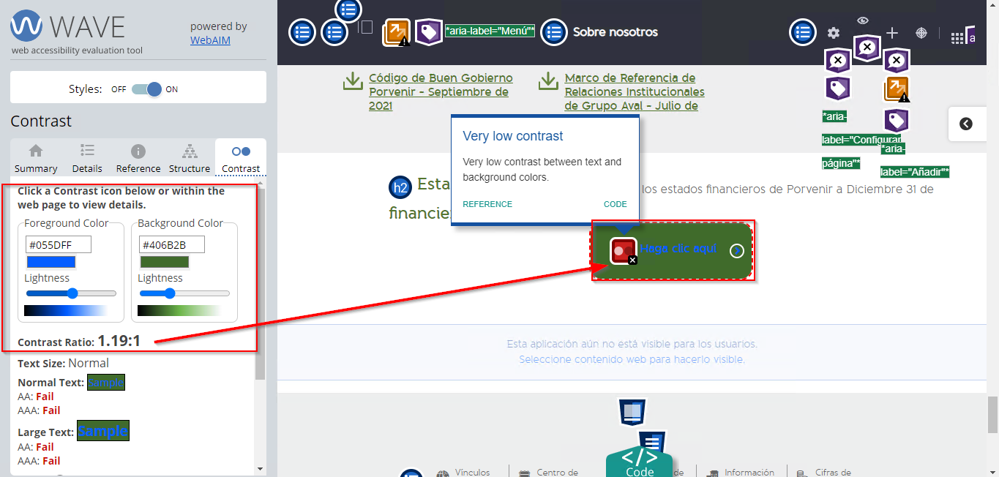 WAVE
powered by
WebAIM
web accessibility evaluation tool
Styles: OFF ON
Contrast
Summary Details Reference Structure Contrast
Click a Contrast icon below or within the
web page to view details.
Foreground Color Background Color
#055DFF #406B2B
Lightness Lightness
Contrast Ratio: 1.19:1
Text Size: Normal
Normal Text: Sample
AA: Fail
AAA: Fail
Large Text: Sample
AA: Fail
AAA: Fail
*aria-label="Menú"* Sobre nosotros
a
*aria-
label="Configurar
página"*
*aria-
label="Añadir"*
Código de Buen Gobierno
Porvenir - Septiembre de
2021
Marco de Referencia de
Relaciones Institucionales
de Grupo Aval - Julio de
Very low contrast
Very low contrast between text and
background colors.
REFERENCE CODE
h2 Esta
financie
los estados financieros de Porvenir a Diciembre 31 de
Haga clic aquí
Esta aplicación aún no está visible para los usuarios.
Seleccione contenido web para hacerlo visible.
</> Code
Vínculos Centro de de Información Cifras de